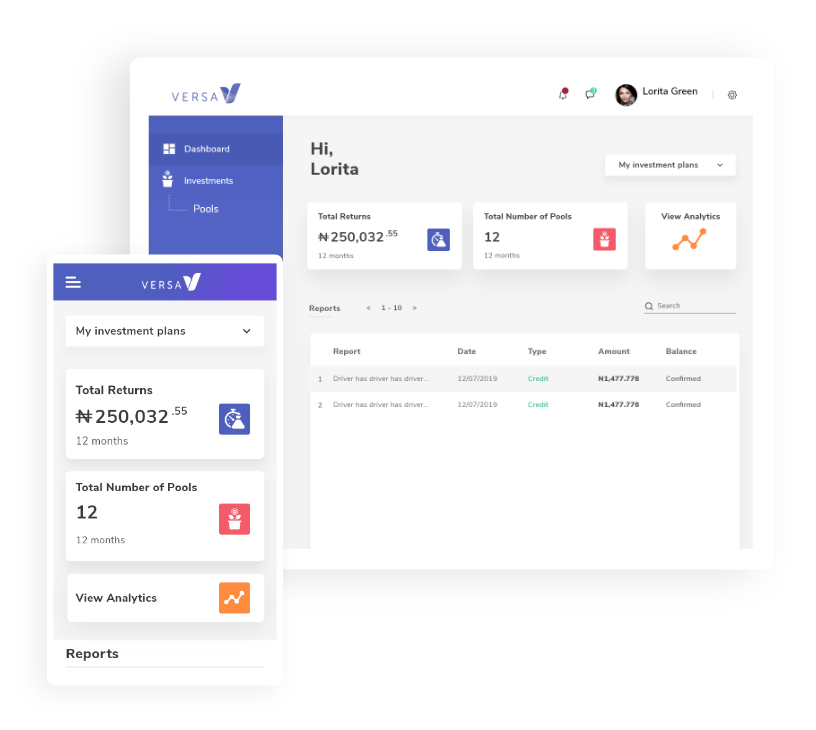 VERSA
Lorita Green
Dashboard
Investments
Pools
Hi,
Lorita
My investment plans
Total Returns
₦250,032.55
12 months
Total Number of Pools
12
12 months
View Analytics
Reports < 1 - 10 >
Search
Report Date Type Amount Balance
1 Driver has driver has driver... 12/07/2019 Credit N1,477.778 Confirmed
2 Driver has driver has driver... 12/07/2019 Credit N1,477.778 Confirmed
VERSA
My investment plans
Total Returns
₦250,032.55
12 months
Total Number of Pools
12
12 months
View Analytics
Reports